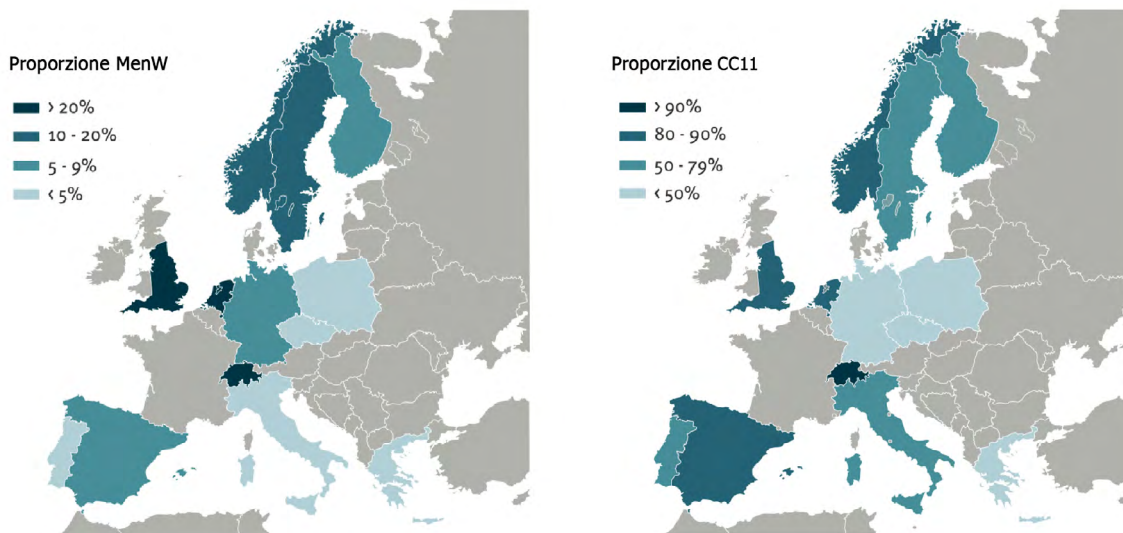 Proporzione MenW
> 20%
10 - 20%
5 - 9%
< 5%
Proporzione CC11
> 90%
80 - 90%
50 - 79%
< 50%